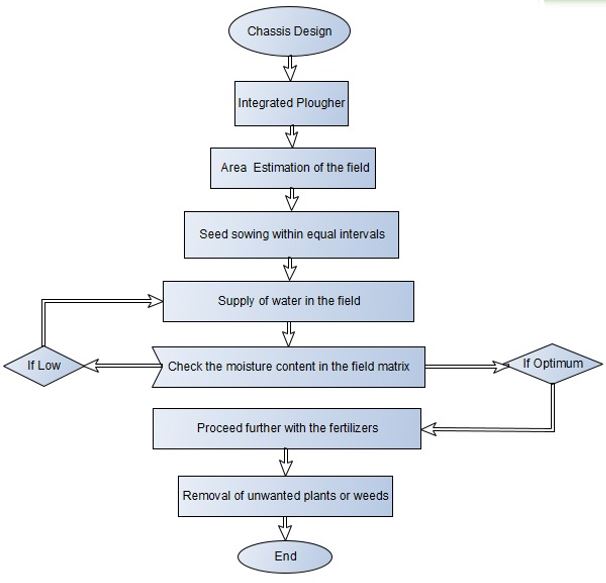 Chassis Design
Integrated Plougher
Area Estimation of the field
Seed sowing within equal intervals
Supply of water in the field
If Low
Check the moisture content in the field matrix
If Optimum
Proceed further with the fertilizers
Removal of unwanted plants or weeds
End